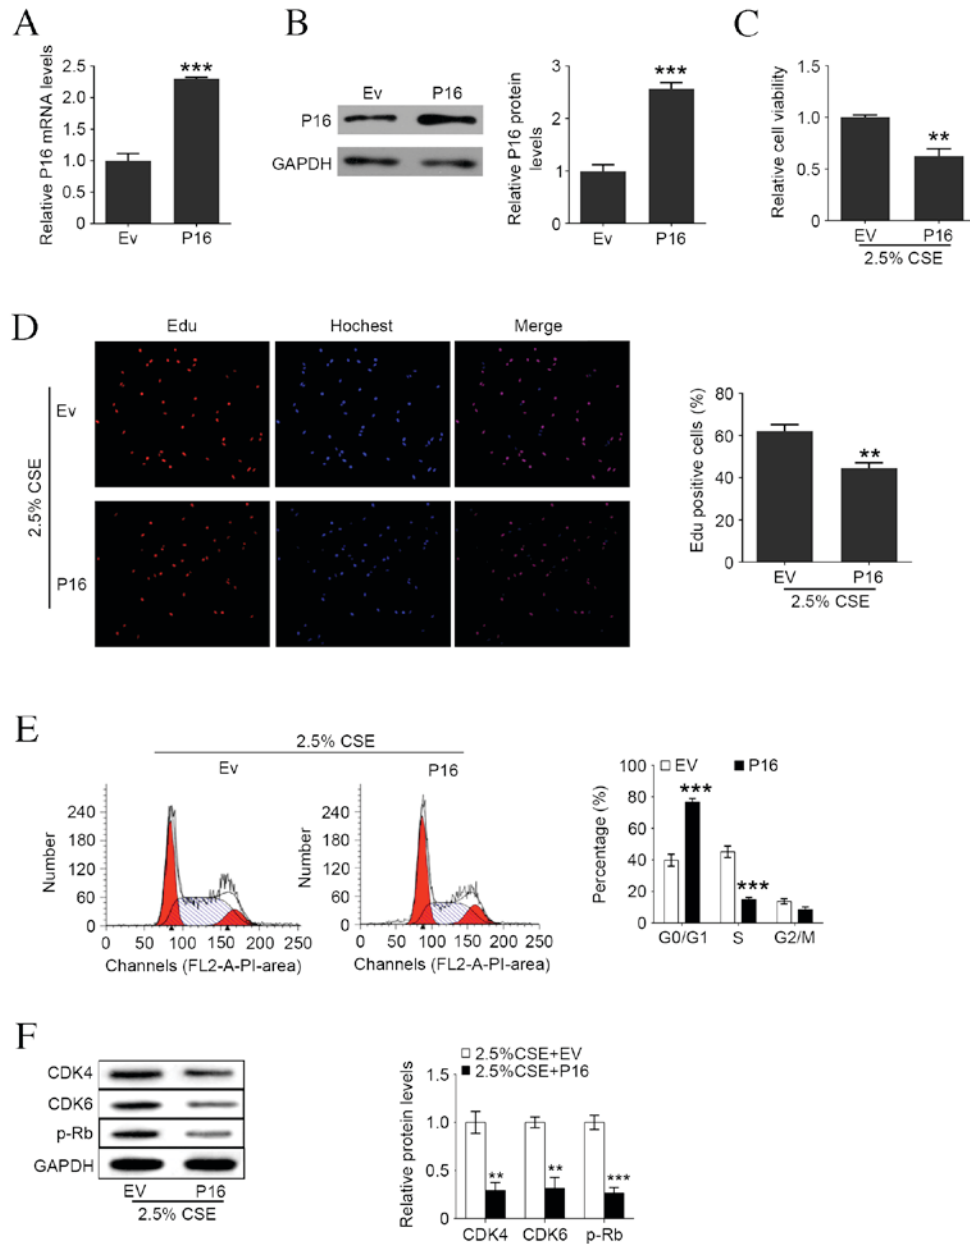 A
Relative P16 mRNA levels
2.5
2.0
1.5
1.0
0.5
0
***
Ev P16
B
Ev P16
P16
GAPDH
Relative P16 protein levels
3
2
1
0
***
Ev P16
C
Relative cell viability
1.5
1.0
0.5
0
**
EV P16
2.5% CSE
D
Edu Hochest Merge
2.5% CSE
Ev
P16
Edu positive cells (%)
80
60
40
20
0
**
EV P16
2.5% CSE
E
2.5% CSE
Ev P16
Number
240
180
120
60
0
0 50 100 150 200 250
Channels (FL2-A-PI-area)
Number
240
180
120
60
0
0 50 100 150 200 250
Channels (FL2-A-PI-area)
EV P16
Percentage (%)
100
80
60
40
20
0
***
***
G0/G1 S G2/M
F
CDK4
CDK6
p-Rb
GAPDH
EV P16
2.5% CSE
2.5%CSE+EV
2.5%CSE+P16
Relative protein levels
1.5
1.0
0.5
0
** ** ***
CDK4 CDK6 p-Rb